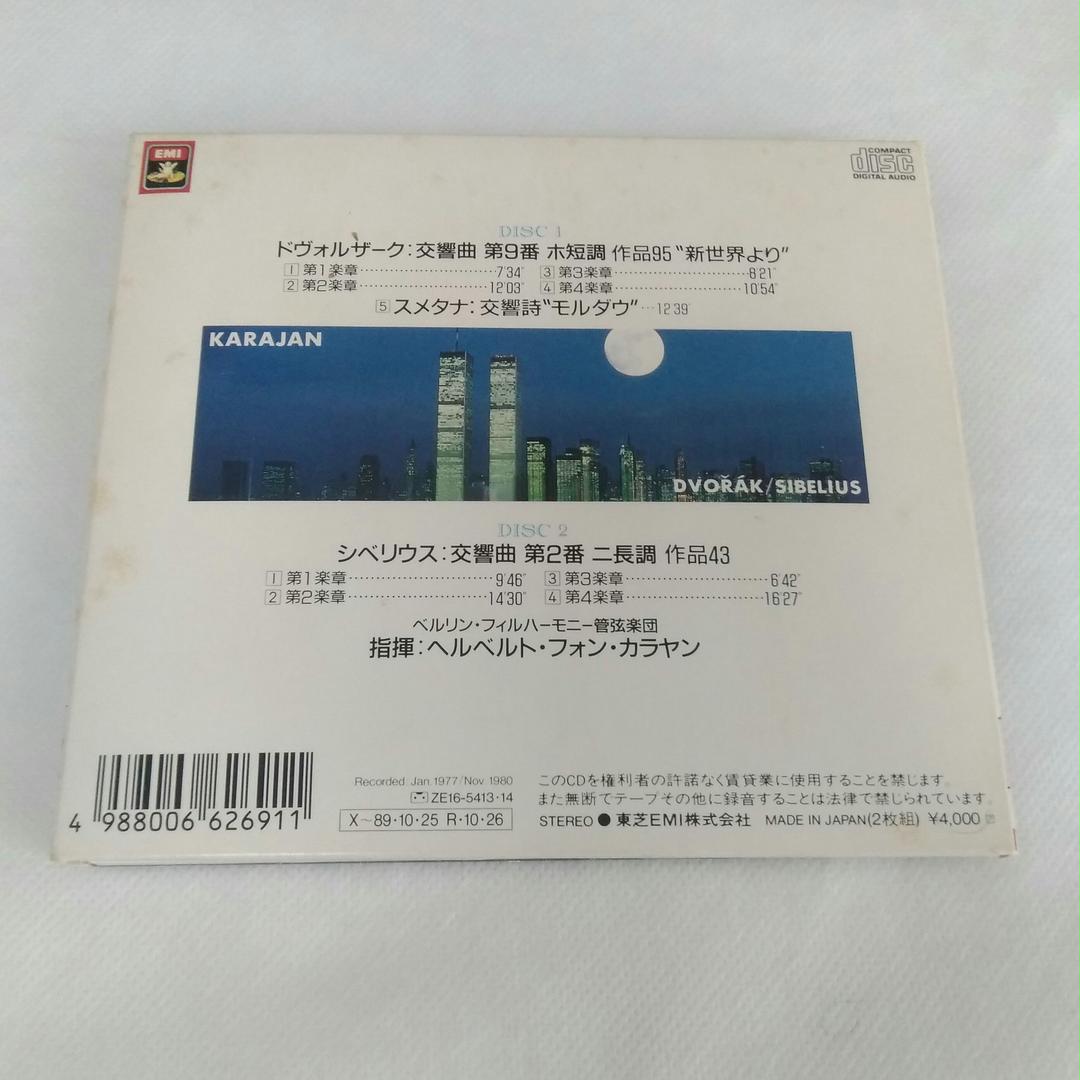 EMI
COMPACT
disc
DIGITAL AUDIO
DISC 1
ドヴォルザーク:交響曲 第9番 ホ短調 作品95 “新世界より”
1 第1楽章 7'34" 3 第3楽章 8'21"
2 第2楽章 12'03" 4 第4楽章 10'54"
5 スメタナ:交響詩“モルダウ” 12'39"
KARAJAN
DVOŘÁK/SIBELIUS
DISC 2
シベリウス:交響曲 第2番 ニ長調 作品43
1 第1楽章 9'46" 3 第3楽章 6'42"
2 第2楽章 14'30" 4 第4楽章 16'27"
ベルリン・フィルハーモニー管弦楽団
指揮:ヘルベルト・フォン・カラヤン
Recorded: Jan.1977/Nov.1980
ZE16-5413・14
X〜89・10・25 R・10・26
4 988006 626911
このCDを権利者の許諾なく賃貸業に使用することを禁じます。
また無断でテープその他に録音することは法律で禁じられています。
STEREO ● 東芝EMI株式会社 MADE IN JAPAN(2枚組) ¥4,000